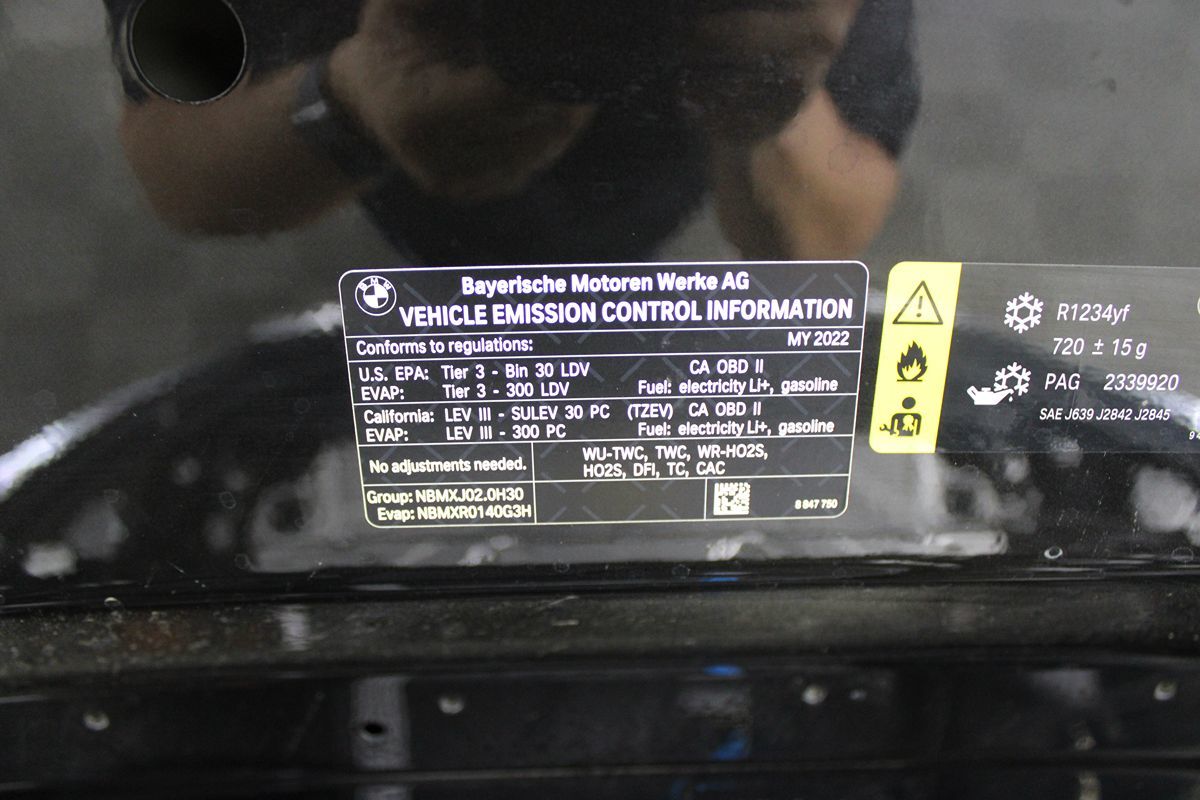 BMW
Bayerische Motoren Werke AG
VEHICLE EMISSION CONTROL INFORMATION
Conforms to regulations: MY 2022
U.S. EPA: Tier 3 - Bin 30 LDV CA OBD II
EVAP: Tier 3 - 300 LDV Fuel: electricity Li+, gasoline
California: LEV III - SULEV 30 PC (TZEV) CA OBD II
EVAP: LEV III - 300 PC Fuel: electricity Li+, gasoline
No adjustments needed. WU-TWC, TWC, WR-HO2S,
HO2S, DFI, TC, CAC
Group: NBMXJ02.0H30
Evap: NBMXR0140G3H
8 847 750
R1234yf
720 ± 15 g
PAG 2339920
SAE J639 J2842 J2845